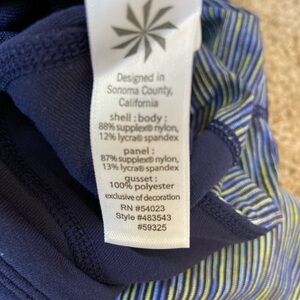 Designed in
Sonoma County,
California
shell : body :
88% supplex® nylon,
12% lycra® spandex
panel :
87% supplex® nylon,
13% lycra® spandex
gusset :
100% polyester
exclusive of decoration
RN #54023
Style #483543
#59325